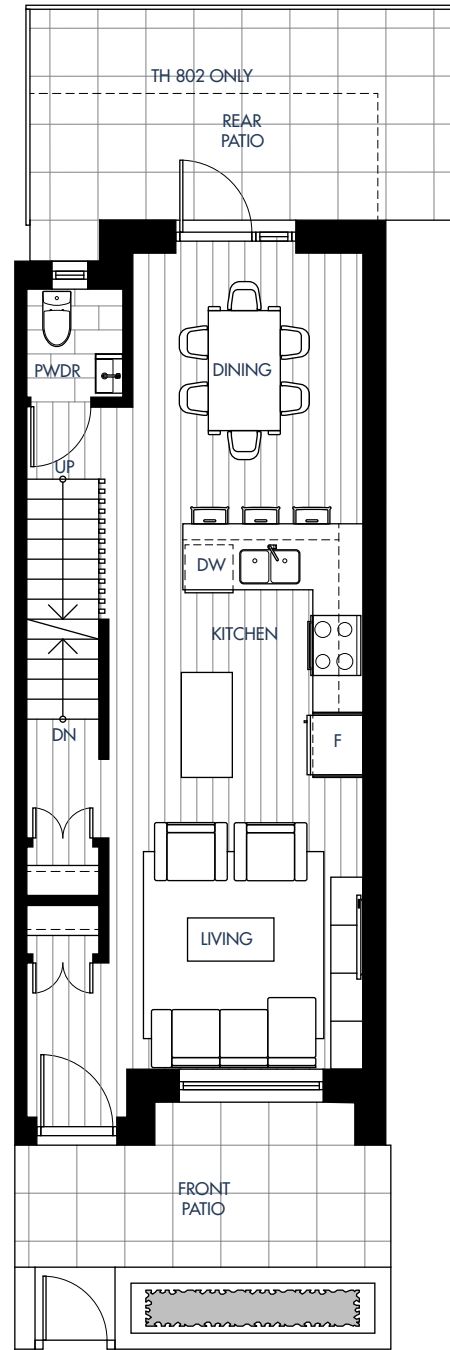 TH 802 ONLY
REAR
PATIO
PWDR
DINING
UP
DW
KITCHEN
DN
F
LIVING
FRONT
PATIO